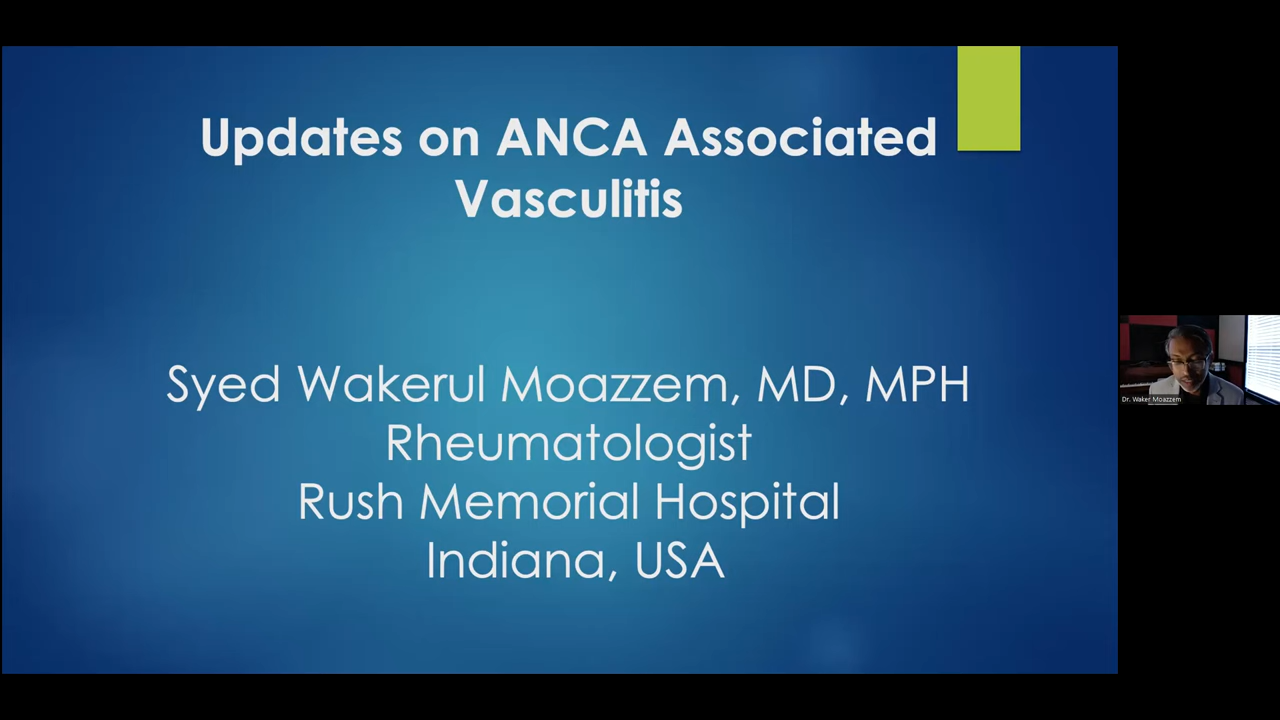 Updates on ANCA Associated
Vasculitis
Syed Wakerul Moazzem, MD, MPH
Rheumatologist
Rush Memorial Hospital
Indiana, USA
Dr. Waker Moazzem